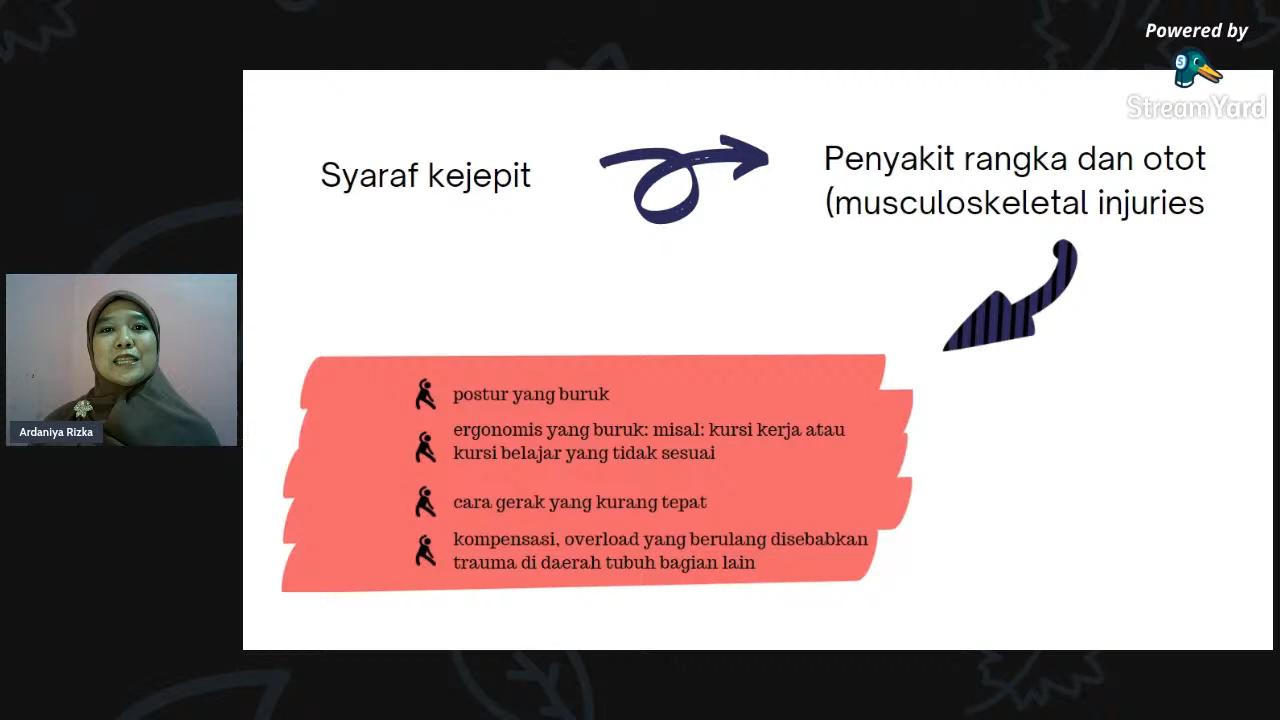 Powered by
StreamYard
Syaraf kejepit
Penyakit rangka dan otot
(musculoskeletal injuries
postur yang buruk
ergonomis yang buruk: misal: kursi kerja atau
kursi belajar yang tidak sesuai
cara gerak yang kurang tepat
kompensasi, overload yang berulang disebabkan
trauma di daerah tubuh bagian lain
Ardaniya Rizka